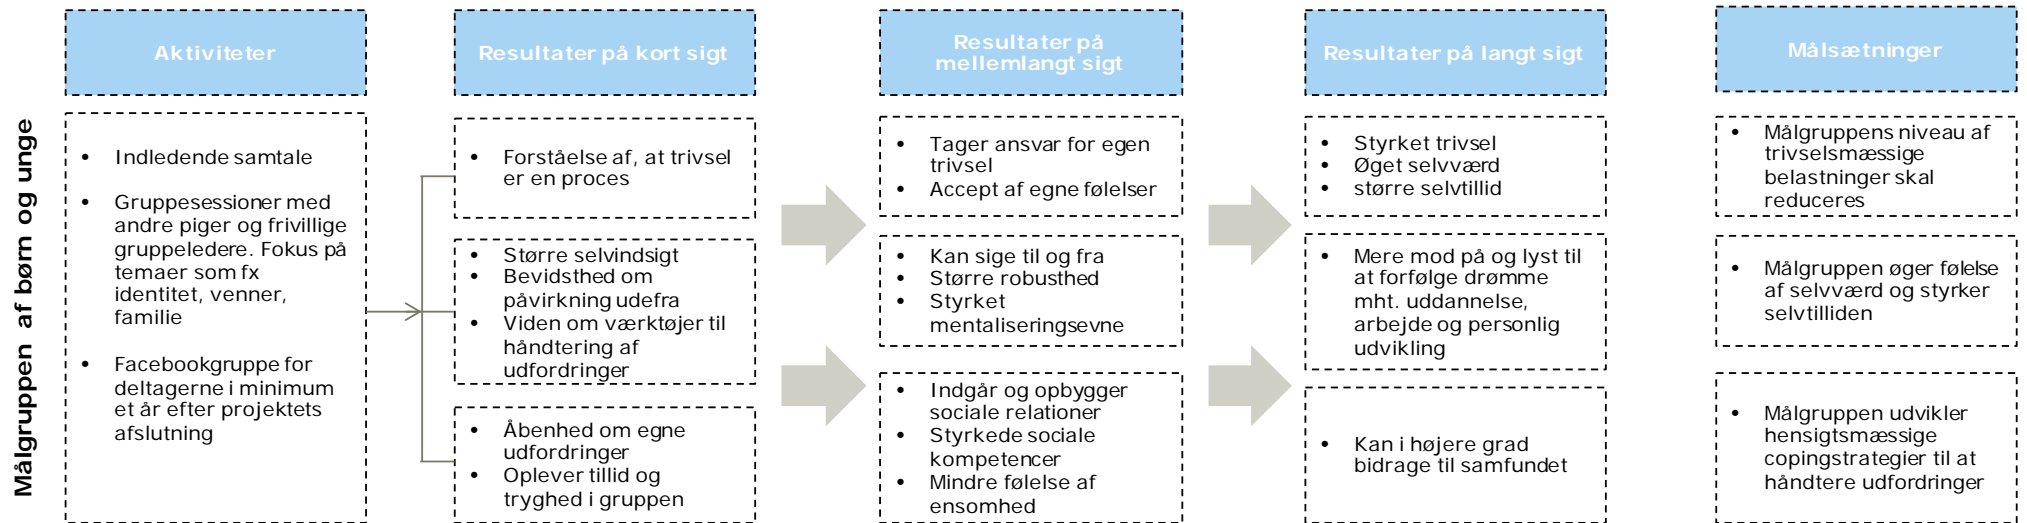 Målgruppen af børn og unge
Aktiviteter
• Indledende samtale
• Gruppesessioner med
andre piger og frivillige
gruppeledere. Fokus på
temaer som fx
identitet, venner,
familie
• Facebookgruppe for
deltagerne i minimum
et år efter projektets
afslutning
Resultater på kort sigt
• Forståelse af, at trivsel
er en proces
• Større selvindsigt
• Bevidsthed om
påvirkning udefra
• Viden om værktøjer til
håndtering af
udfordringer
• Åbenhed om egne
udfordringer
• Oplever tillid og
tryghed i gruppen
Resultater på
mellemlangt sigt
• Tager ansvar for egen
trivsel
• Accept af egne følelser
• Kan sige til og fra
• Større robusthed
• Styrket
mentaliseringsevne
• Indgår og opbygger
sociale relationer
• Styrkede sociale
kompetencer
• Mindre følelse af
ensomhed
Resultater på langt sigt
• Styrket trivsel
• Øget selvværd
• større selvtillid
• Mere mod på og lyst til
at forfølge drømme
mht. uddannelse,
arbejde og personlig
udvikling
• Kan i højere grad
bidrage til samfundet
Målsætninger
• Målgruppens niveau af
trivselsmæssige
belastninger skal
reduceres
• Målgruppen øger følelse
af selvværd og styrker
selvtilliden
• Målgruppen udvikler
hensigtsmæssige
copingstrategier til at
håndtere udfordringer